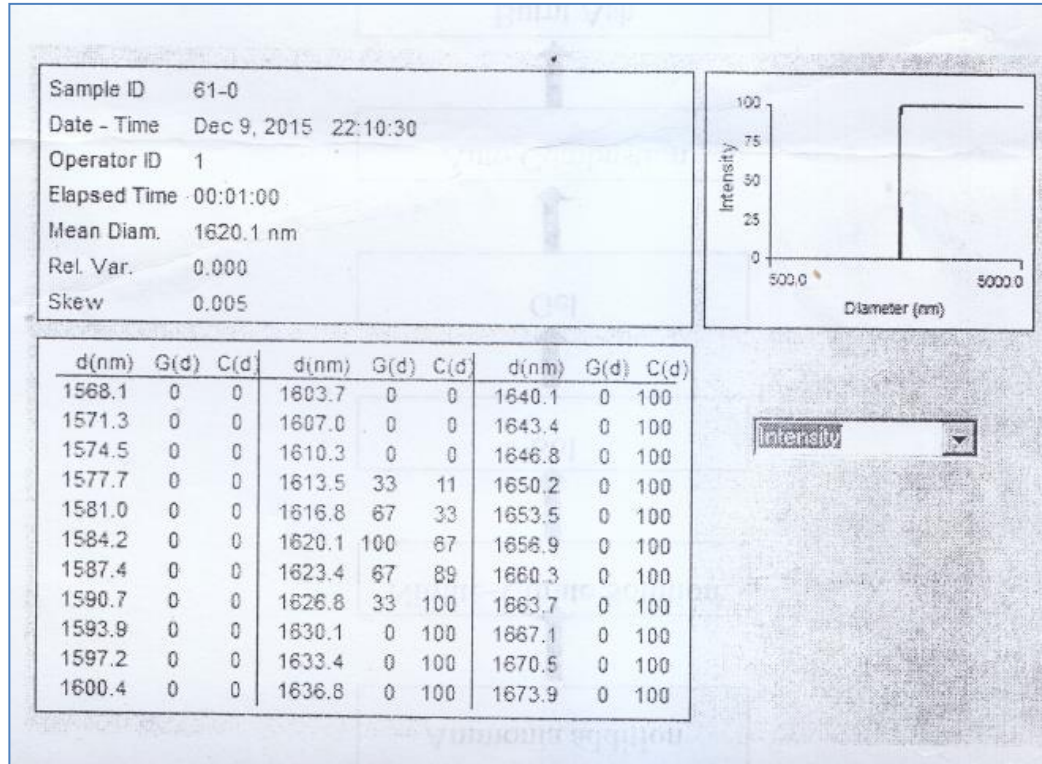 Sample ID 61-0
Date - Time Dec 9, 2015 22:10:30
Operator ID 1
Elapsed Time 00:01:00
Mean Diam. 1620.1 nm
Rel. Var. 0.000
Skew 0.005
100
75
50
25
0
Intensity
500.0 5000.0
Diameter (nm)
d(nm) G(d) C(d) d(nm) G(d) C(d) d(nm) G(d) C(d)
1568.1 0 0 1603.7 0 0 1640.1 0 100
1571.3 0 0 1607.0 0 0 1643.4 0 100
1574.5 0 0 1610.3 0 0 1646.8 0 100
1577.7 0 0 1613.5 33 11 1650.2 0 100
1581.0 0 0 1616.8 67 33 1653.5 0 100
1584.2 0 0 1620.1 100 67 1656.9 0 100
1587.4 0 0 1623.4 67 89 1660.3 0 100
1590.7 0 0 1626.8 33 100 1663.7 0 100
1593.9 0 0 1630.1 0 100 1667.1 0 100
1597.2 0 0 1633.4 0 100 1670.5 0 100
1600.4 0 0 1636.8 0 100 1673.9 0 100
Intensity